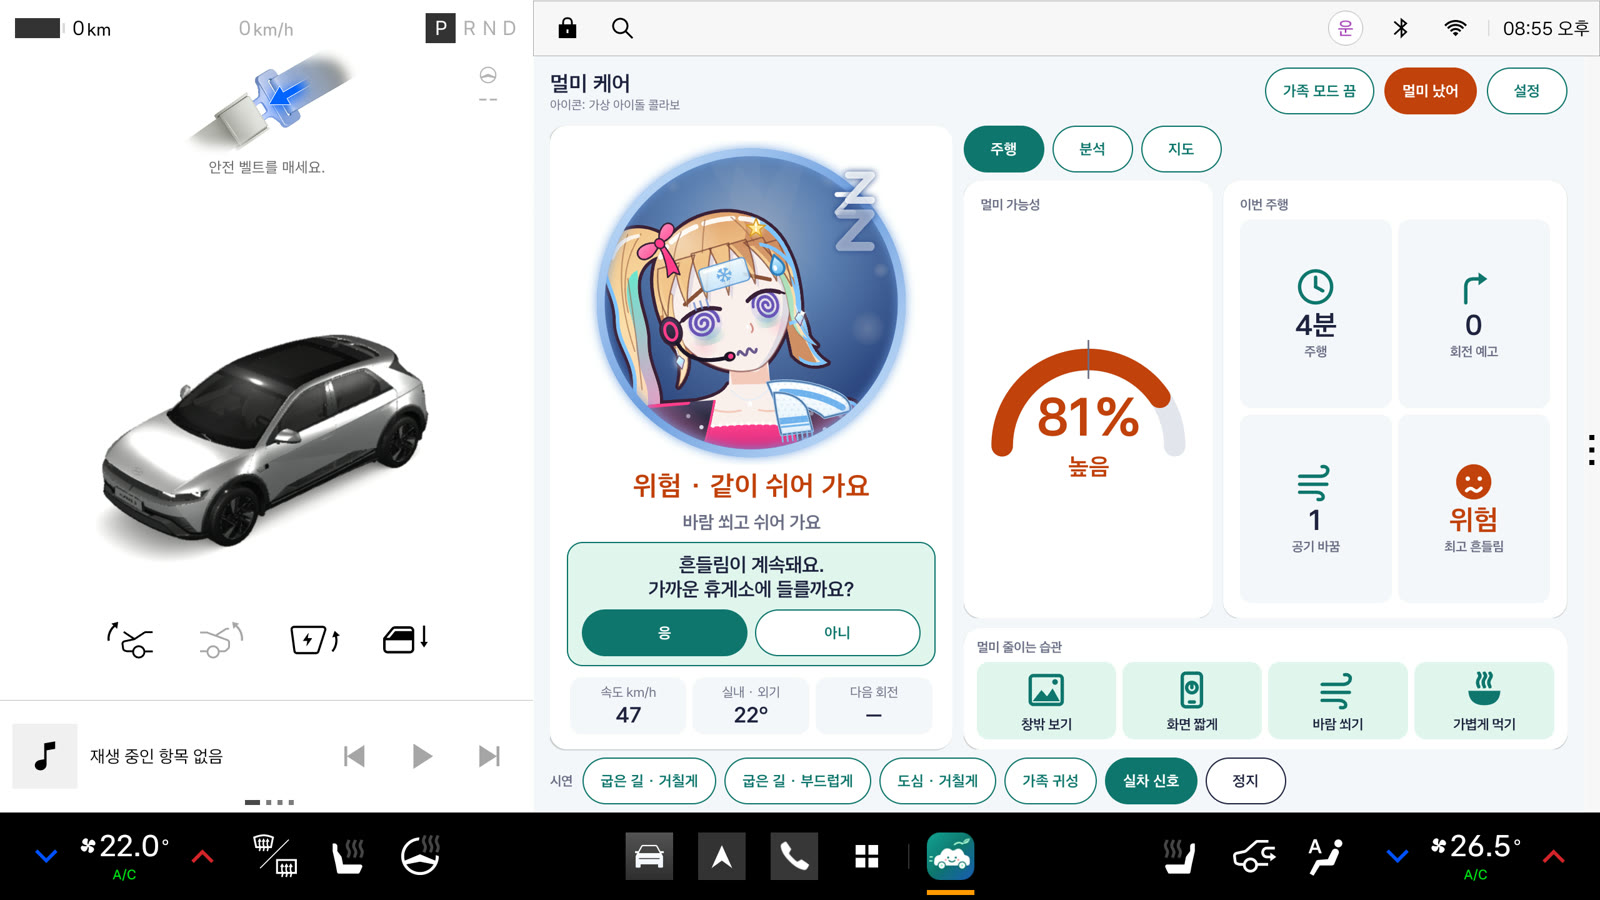 0 km
0 km/h
P R N D
--
안전 벨트를 매세요.
재생 중인 항목 없음
운
08:55 오후
멀미 케어
아이콘: 가상 아이돌 콜라보
가족 모드 끔
멀미 났어
설정
주행
분석
지도
위험 · 같이 쉬어 가요
바람 쐬고 쉬어 가요
흔들림이 계속돼요.
가까운 휴게소에 들를까요?
응
아니
속도 km/h
47
실내 · 외기
22°
다음 회전
—
멀미 가능성
81%
높음
이번 주행
4분
주행
0
회전 예고
1
공기 바꿈
위험
최고 흔들림
멀미 줄이는 습관
창밖 보기
화면 짧게
바람 쐬기
가볍게 먹기
시연
굽은 길 · 거칠게
굽은 길 · 부드럽게
도심 · 거칠게
가족 귀성
실차 신호
정지
22.0°
A/C
A
26.5°
A/C